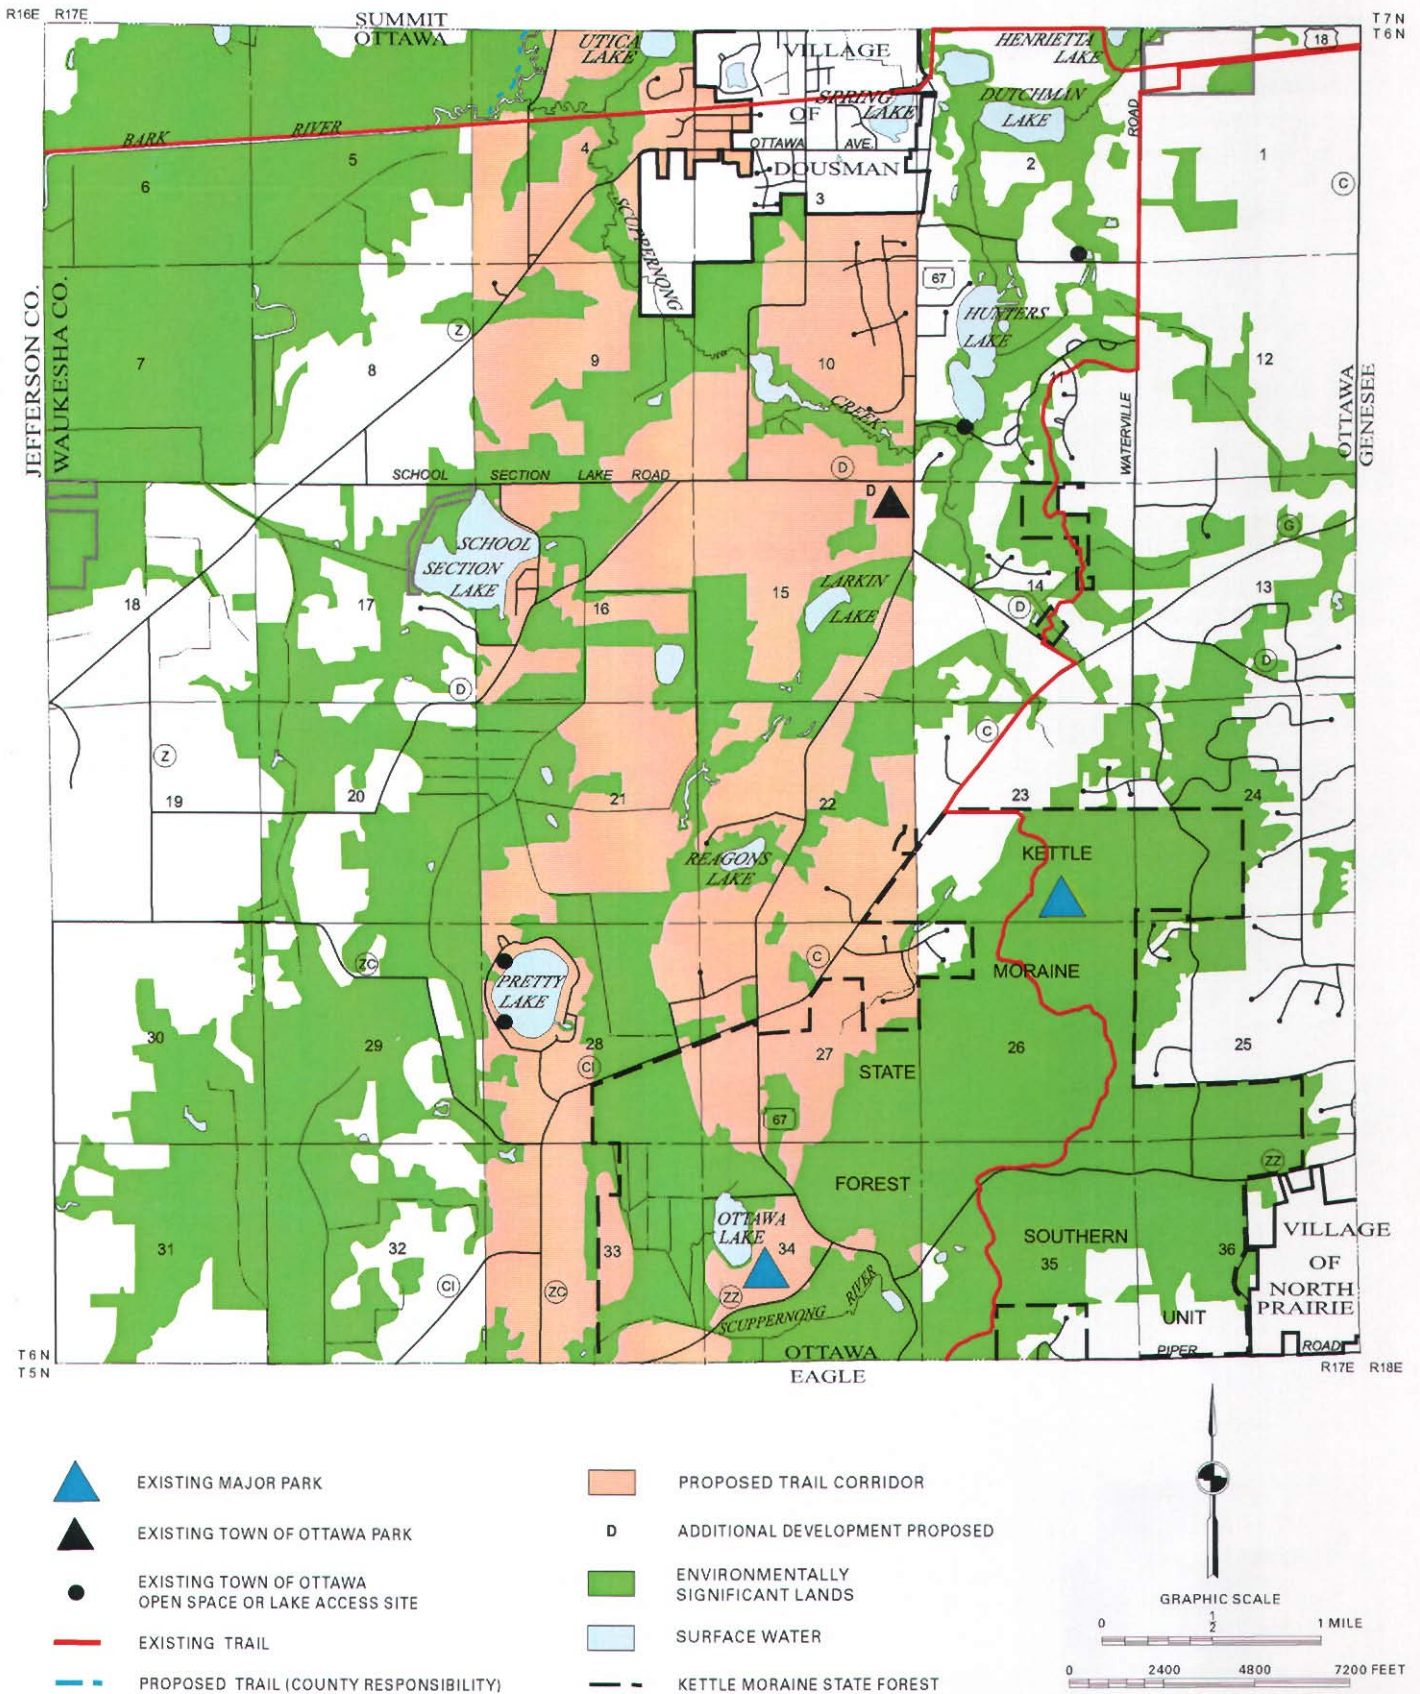 R16E R17E
SUMMIT
OTTAWA
T7N
T6N
UTICA
LAKE
VILLAGE
OF
DOUSMAN
HENRIETTA
LAKE
18
SPRING
LAKE
DUTCHMAN
LAKE
ROAD
BARK RIVER
OTTAWA AVE.
6
5
4
3
2
1
C
SCUPPERNONG
CREEK
67
HUNTERS
LAKE
JEFFERSON CO.
WAUKESHA CO.
OTTAWA
GENESEE
Z
7
8
9
10
11
12
WATERVILLE
SCHOOL SECTION LAKE ROAD
D
D
SCHOOL
SECTION
LAKE
LARKIN
LAKE
G
18
17
16
15
14
13
D
D
D
Z
C
19
20
21
22
23
24
REAGONS
LAKE
KETTLE
ZC
C
PRETTY
LAKE
MORAINE
30
29
28
27
26
25
CI
STATE
67
ZZ
FOREST
OTTAWA
LAKE
SOUTHERN
VILLAGE
OF
NORTH
PRAIRIE
31
32
33
34
35
36
CI
ZC
ZZ
SCUPPERNONG RIVER
UNIT
PIPER ROAD
T6N
T5N
OTTAWA
EAGLE
R17E R18E
EXISTING MAJOR PARK
EXISTING TOWN OF OTTAWA PARK
EXISTING TOWN OF OTTAWA
OPEN SPACE OR LAKE ACCESS SITE
EXISTING TRAIL
PROPOSED TRAIL (COUNTY RESPONSIBILITY)
PROPOSED TRAIL CORRIDOR
D ADDITIONAL DEVELOPMENT PROPOSED
ENVIRONMENTALLY
SIGNIFICANT LANDS
SURFACE WATER
KETTLE MORAINE STATE FOREST
GRAPHIC SCALE
0 1/2 1 MILE
0 2400 4800 7200 FEET